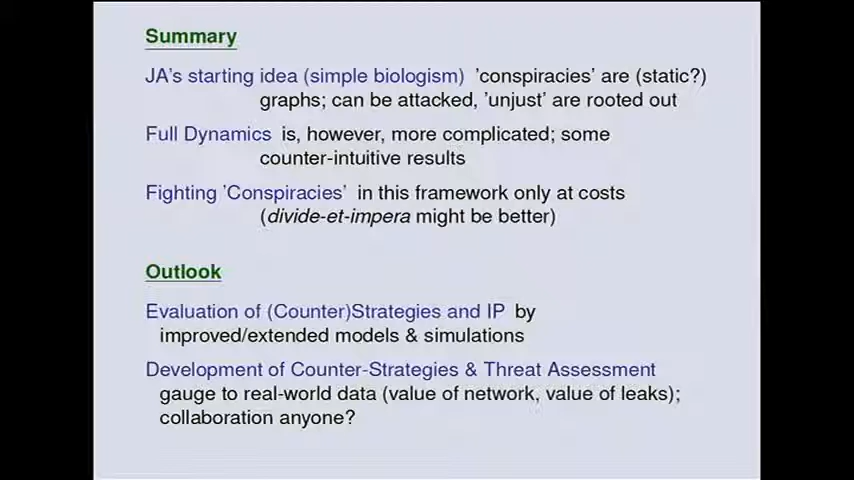 Summary
JA's starting idea (simple biologism) 'conspiracies' are (static?)
graphs; can be attacked, 'unjust' are rooted out
Full Dynamics is, however, more complicated; some
counter-intuitive results
Fighting 'Conspiracies' in this framework only at costs
(divide-et-impera might be better)
Outlook
Evaluation of (Counter)Strategies and IP by
improved/extended models & simulations
Development of Counter-Strategies & Threat Assessment
gauge to real-world data (value of network, value of leaks);
collaboration anyone?